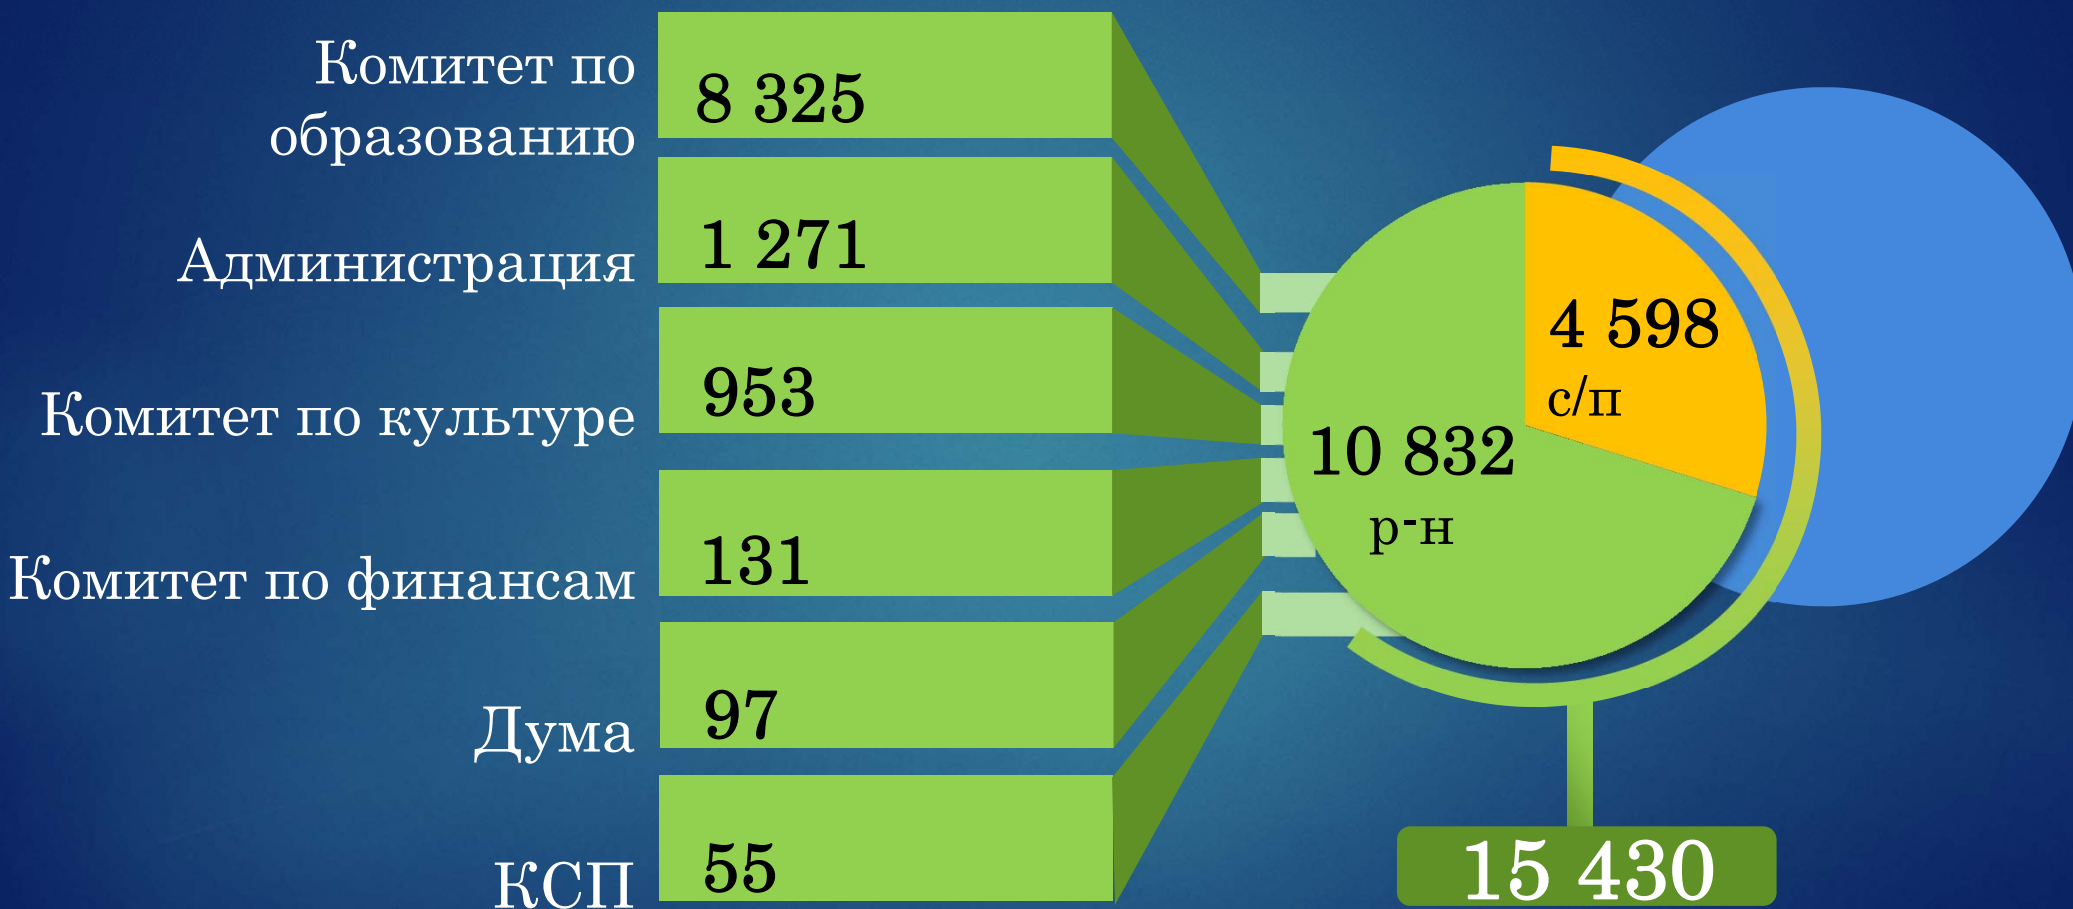 Комитет по
образованию
8 325
Администрация
1 271
Комитет по культуре
953
Комитет по финансам
131
Дума
97
КСП
55
4 598
с/п
10 832
р-н
15 430